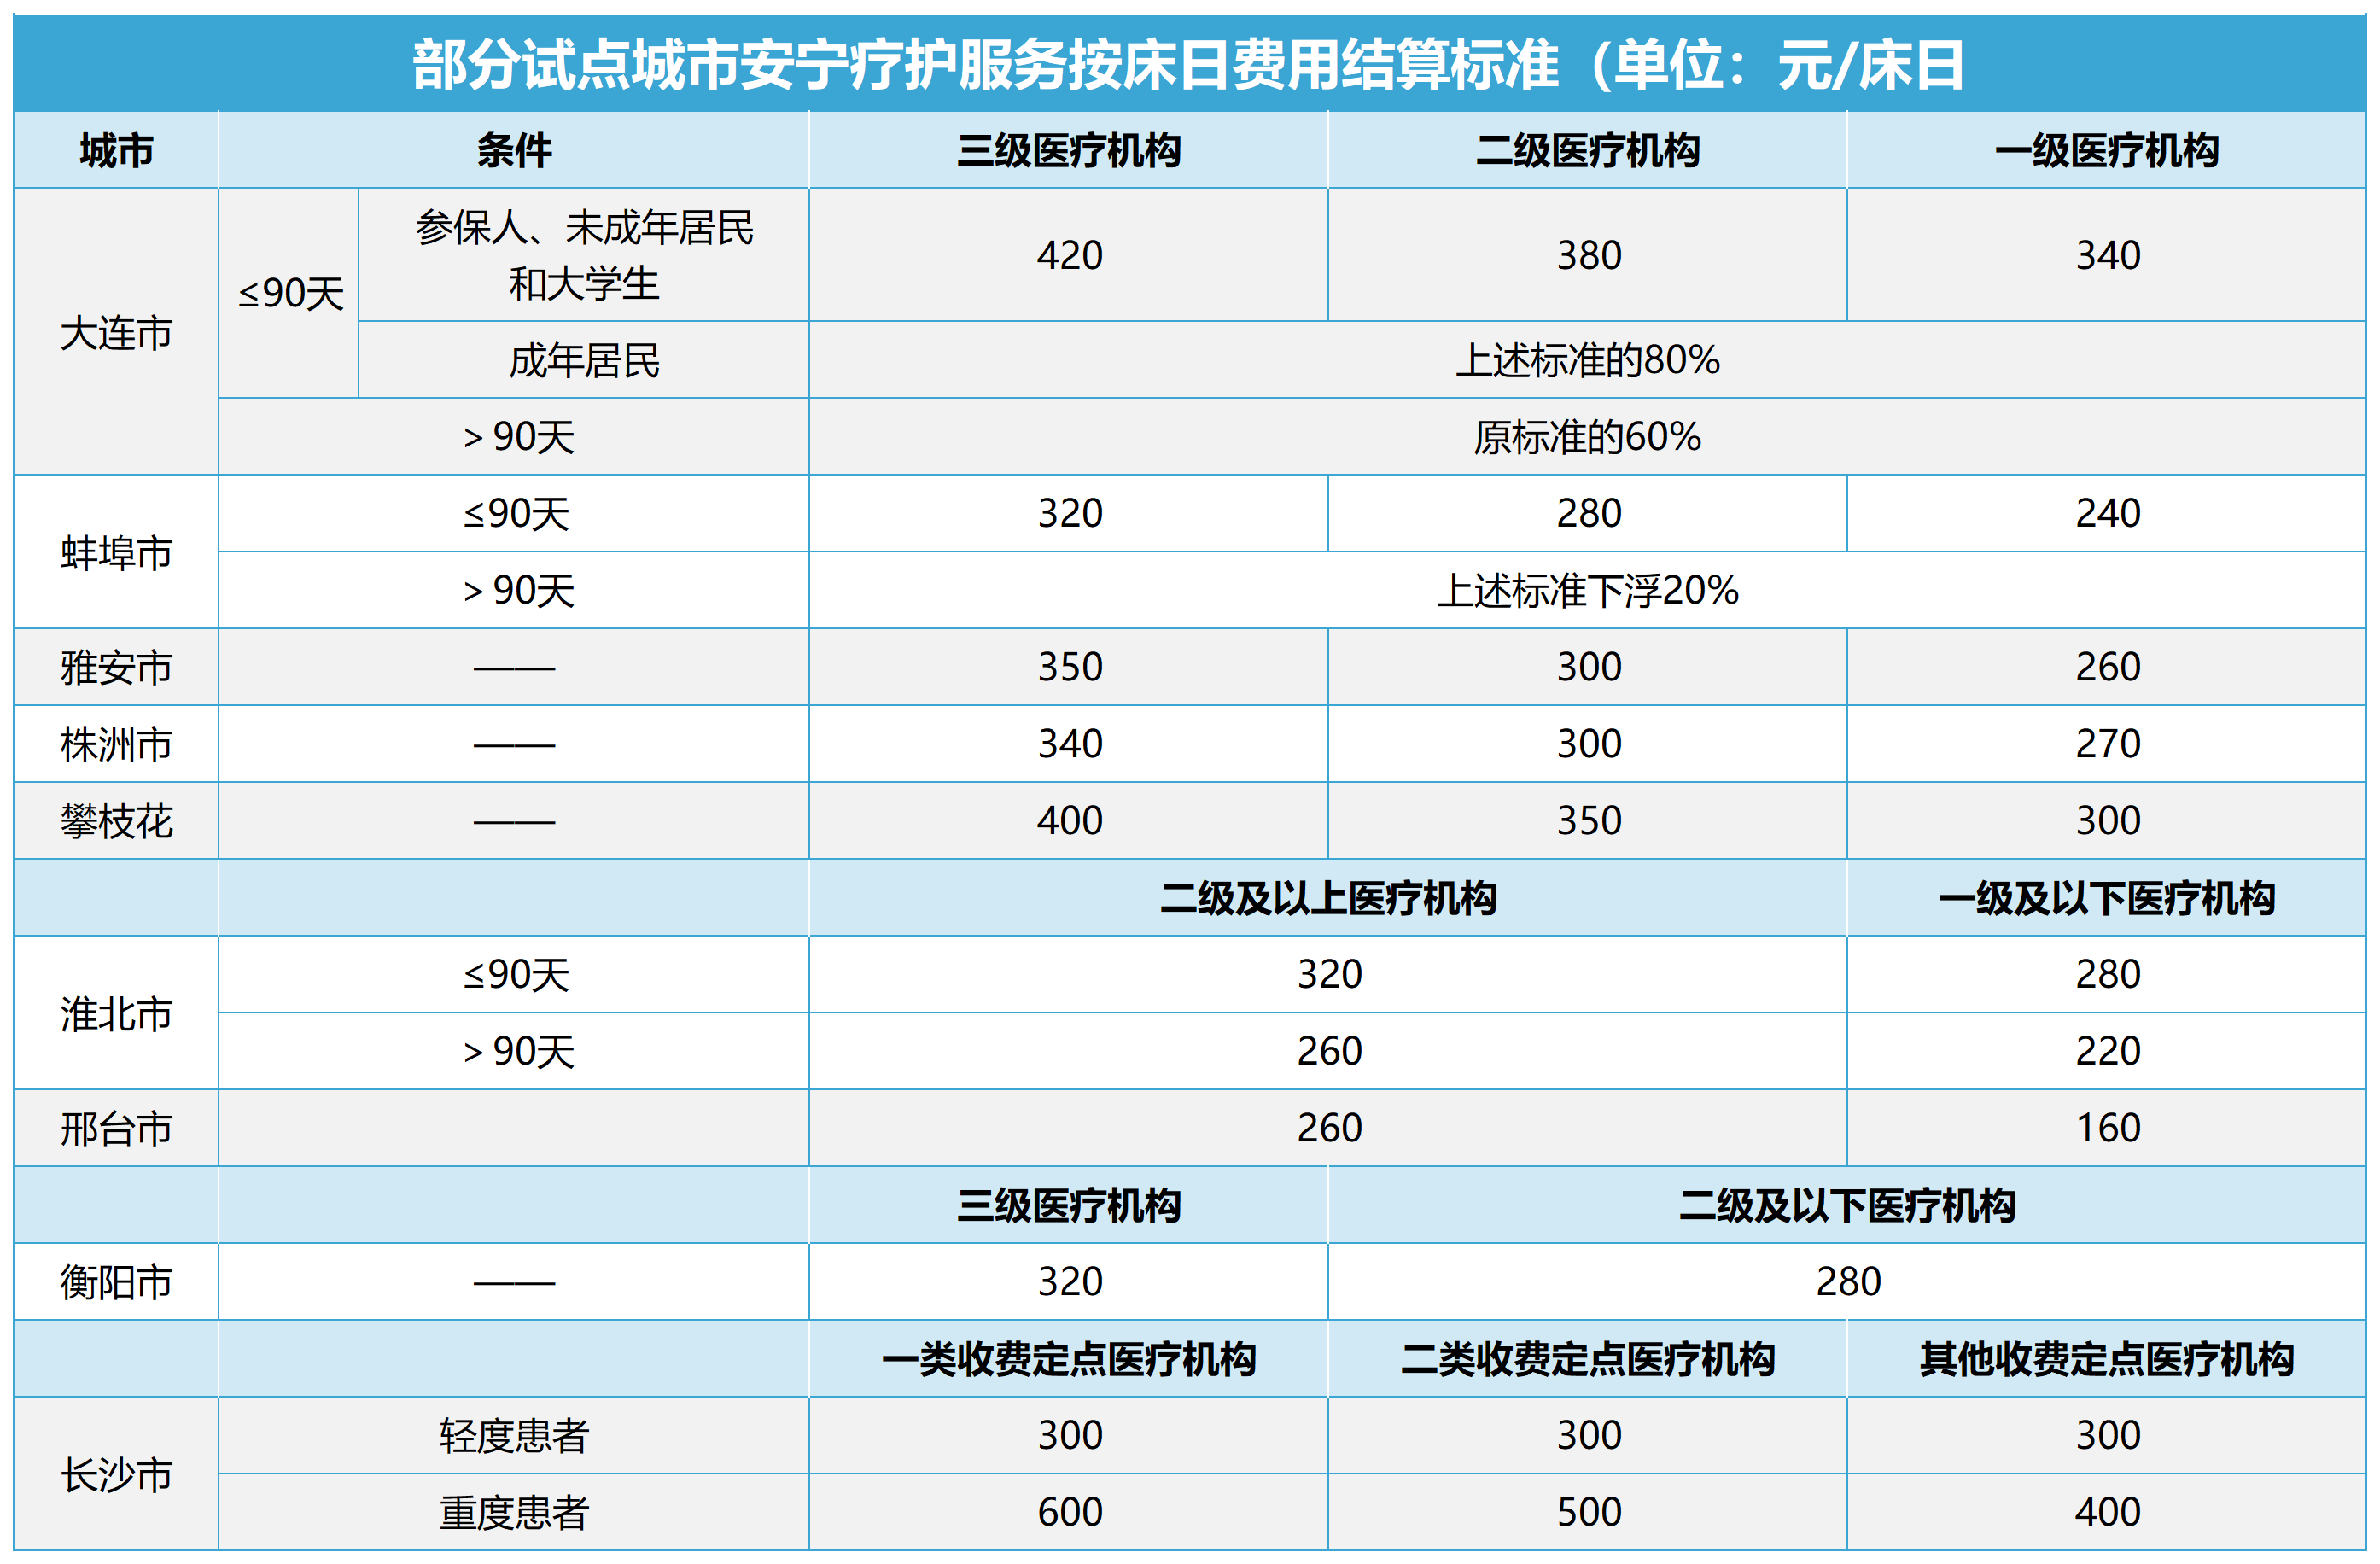 部分试点城市安宁疗护服务按床日费用结算标准（单位：元/床日
城市 条件 三级医疗机构 二级医疗机构 一级医疗机构
大连市 ≤90天 参保人、未成年居民
和大学生 420 380 340
成年居民 上述标准的80%
＞90天 原标准的60%
蚌埠市 ≤90天 320 280 240
＞90天 上述标准下浮20%
雅安市 —— 350 300 260
株洲市 —— 340 300 270
攀枝花 —— 400 350 300
二级及以上医疗机构 一级及以下医疗机构
淮北市 ≤90天 320 280
＞90天 260 220
邢台市 260 160
三级医疗机构 二级及以下医疗机构
衡阳市 —— 320 280
一类收费定点医疗机构 二类收费定点医疗机构 其他收费定点医疗机构
长沙市 轻度患者 300 300 300
重度患者 600 500 400